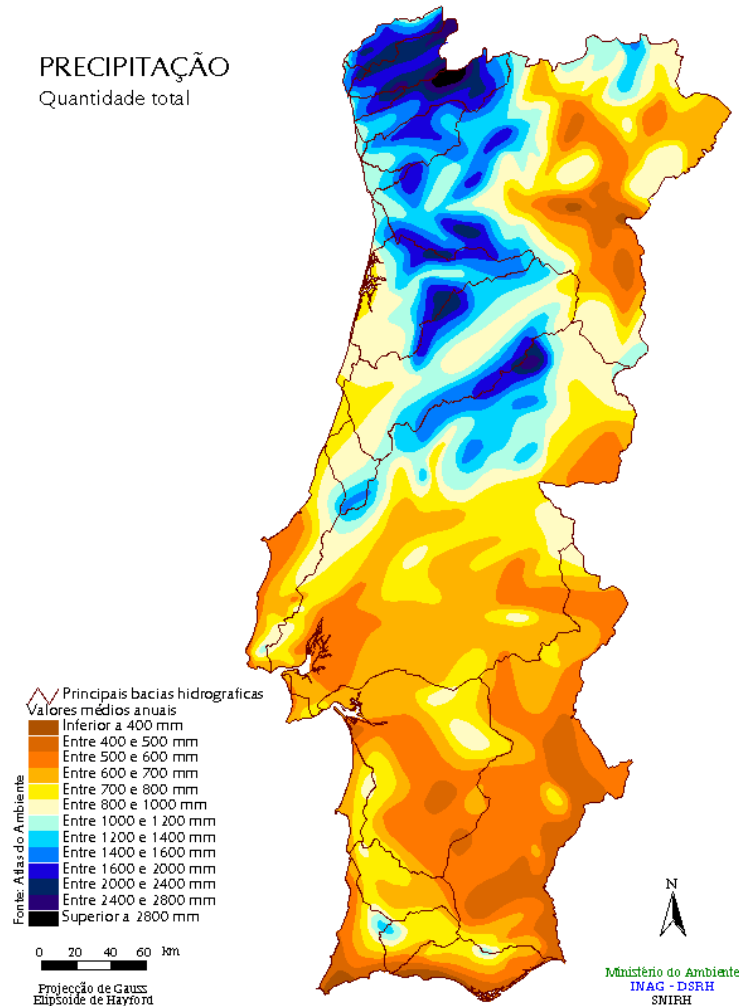 PRECIPITAÇÃO
Quantidade total
Principais bacias hidrograficas
Valores médios anuais
Inferior a 400 mm
Entre 400 e 500 mm
Entre 500 e 600 mm
Entre 600 e 700 mm
Entre 700 e 800 mm
Entre 800 e 1000 mm
Entre 1000 e 1200 mm
Entre 1200 e 1400 mm
Entre 1400 e 1600 mm
Entre 1600 e 2000 mm
Entre 2000 e 2400 mm
Entre 2400 e 2800 mm
Superior a 2800 mm
Fonte: Atlas do Ambiente
0 20 40 60 km
Projecção de Gauss
Elipsoide de Hayford
N
Ministério do Ambiente
INAG - DSRH
SNIRH